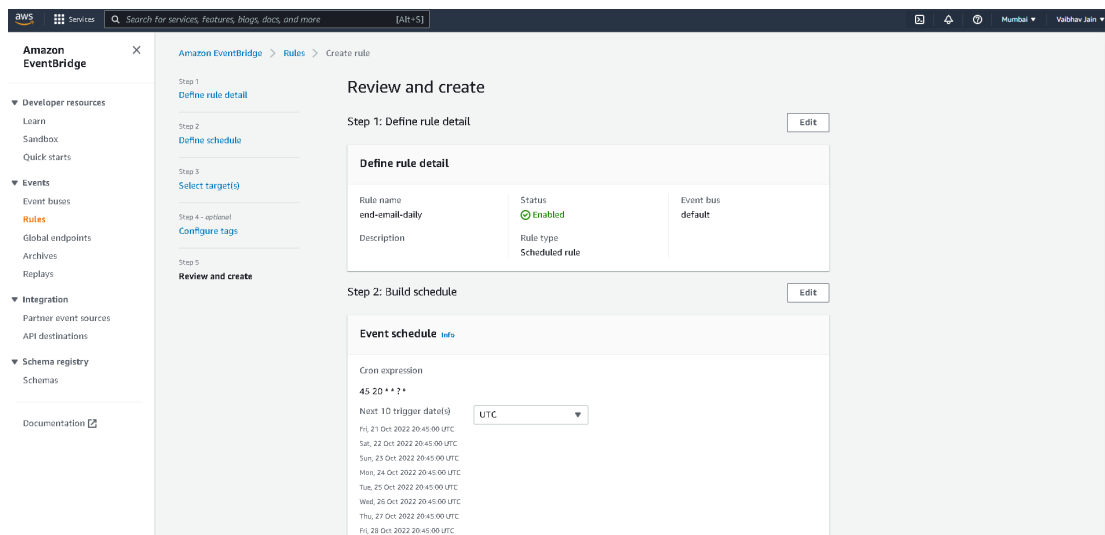 aws Services Search for services, features, blogs, docs, and more [Alt+S] Mumbai ▼ Vaibhav Jain ▼
Amazon EventBridge > Rules > Create rule
Amazon
EventBridge
Developer resources
Learn
Sandbox
Quick starts
Events
Event buses
Rules
Global endpoints
Archives
Replays
Integration
Partner event sources
API destinations
Schema registry
Schemas
Documentation
Step 1
Define rule detail
Step 2
Define schedule
Step 3
Select target(s)
Step 4 - optional
Configure tags
Step 5
Review and create
Review and create
Step 1: Define rule detail Edit
Define rule detail
Rule name
end-email-daily
Description
Status
Enabled
Rule type
Scheduled rule
Event bus
default
Step 2: Build schedule Edit
Event schedule Info
Cron expression
45 20 * * ? *
Next 10 trigger date(s) UTC
Fri, 21 Oct 2022 20:45:00 UTC
Sat, 22 Oct 2022 20:45:00 UTC
Sun, 23 Oct 2022 20:45:00 UTC
Mon, 24 Oct 2022 20:45:00 UTC
Tue, 25 Oct 2022 20:45:00 UTC
Wed, 26 Oct 2022 20:45:00 UTC
Thu, 27 Oct 2022 20:45:00 UTC
Fri, 28 Oct 2022 20:45:00 UTC